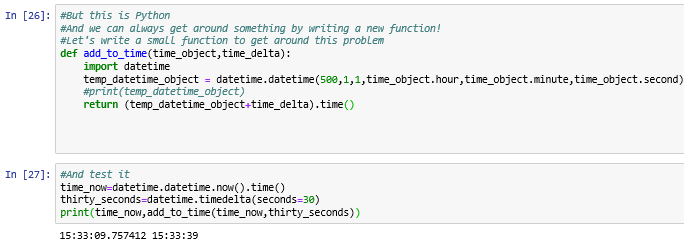 In [26]: #But this is Python
#And we can always get around something by writing a new function!
#Let's write a small function to get around this problem
def add_to_time(time_object,time_delta):
    import datetime
    temp_datetime_object = datetime.datetime(500,1,1,time_object.hour,time_object.minute,time_object.second)
    #print(temp_datetime_object)
    return (temp_datetime_object+time_delta).time()
In [27]: #And test it
time_now=datetime.datetime.now().time()
thirty_seconds=datetime.timedelta(seconds=30)
print(time_now,add_to_time(time_now,thirty_seconds))
15:33:09.757412 15:33:39